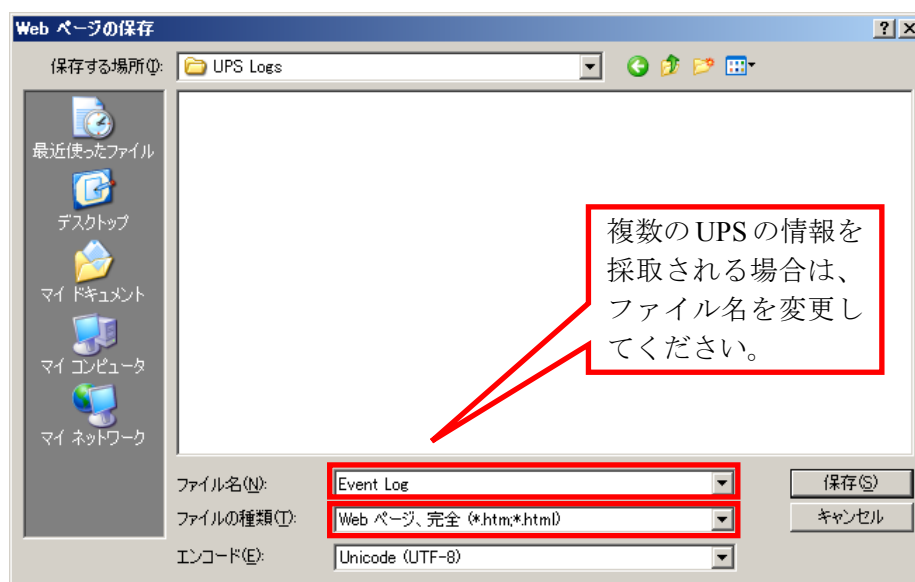 Web ページの保存
保存する場所(I):
UPS Logs
最近使ったファイル
デスクトップ
マイ ドキュメント
マイ コンピュータ
マイ ネットワーク
複数の UPS の情報を
採取される場合は、
ファイル名を変更し
てください。
ファイル名(N):
Event Log
保存(S)
ファイルの種類(T):
Web ページ、完全 (*.htm;*.html)
キャンセル
エンコード(E):
Unicode (UTF-8)